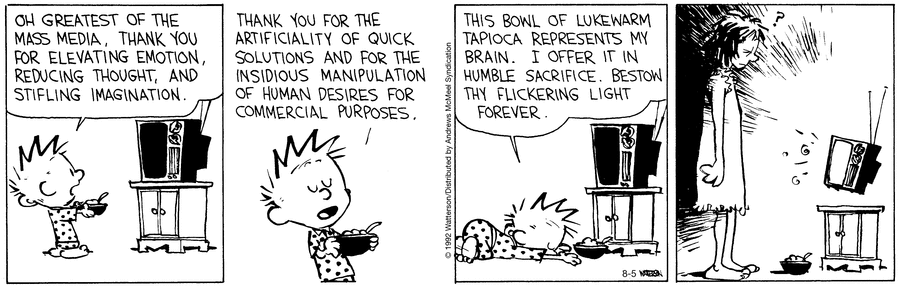 OH GREATEST OF THE
MASS MEDIA, THANK YOU
FOR ELEVATING EMOTION,
REDUCING THOUGHT, AND
STIFLING IMAGINATION.
THANK YOU FOR THE
ARTIFICIALITY OF QUICK
SOLUTIONS AND FOR THE
INSIDIOUS MANIPULATION
OF HUMAN DESIRES FOR
COMMERCIAL PURPOSES.
© 1992 Watterson/Distributed by Andrews McMeel Syndication
THIS BOWL OF LUKEWARM
TAPIOCA REPRESENTS MY
BRAIN. I OFFER IT IN
HUMBLE SACRIFICE. BESTOW
THY FLICKERING LIGHT
FOREVER.
8-5 WATTERSON
?